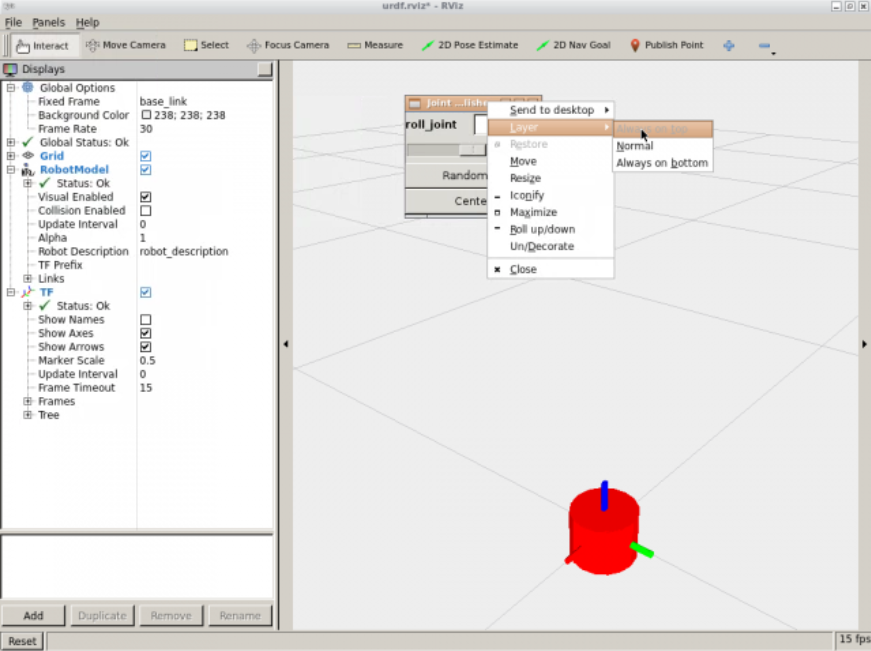 urdf.rviz* - RViz
File Panels Help
Interact Move Camera Select Focus Camera Measure 2D Pose Estimate 2D Nav Goal Publish Point
Displays
Global Options
Fixed Frame base_link
Background Color 238; 238; 238
Frame Rate 30
Global Status: Ok
Grid
RobotModel
Status: Ok
Visual Enabled
Collision Enabled
Update Interval 0
Alpha 1
Robot Description robot_description
TF Prefix
Links
TF
Status: Ok
Show Names
Show Axes
Show Arrows
Marker Scale 0.5
Update Interval 0
Frame Timeout 15
Frames
Tree
Add Duplicate Remove Rename
Reset
Joint ...lishe
roll_joint
Random
Cente
Send to desktop
Layer
Restore
Move
Resize
Iconify
Maximize
Roll up/down
Un/Decorate
Close
Always on top
Normal
Always on bottom
15 fps